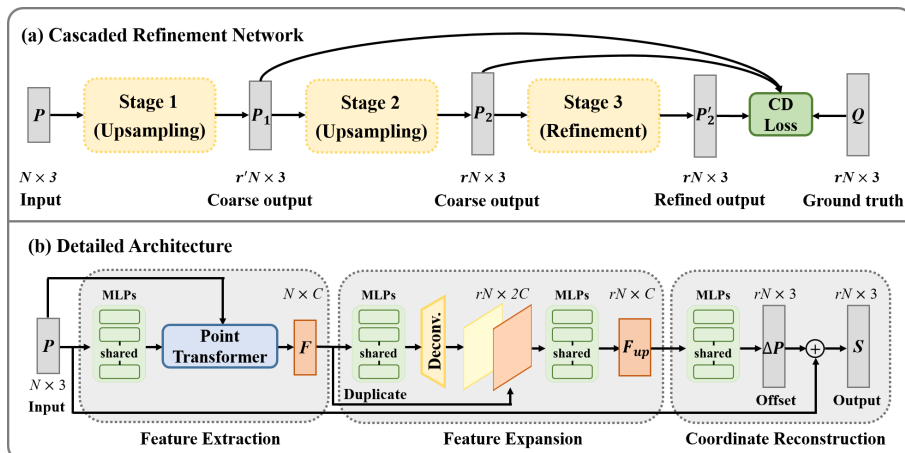 (a) Cascaded Refinement Network
P
Stage 1
(Upsampling)
P₁
Stage 2
(Upsampling)
P₂
Stage 3
(Refinement)
P₂′
CD
Loss
Q
N × 3
r′N × 3
rN × 3
rN × 3
rN × 3
Input
Coarse output
Coarse output
Refined output
Ground truth
(b) Detailed Architecture
P
N × 3
Input
MLPs
shared
Point
Transformer
N × C
F
Feature Extraction
MLPs
shared
Duplicate
Deconv.
rN × 2C
MLPs
shared
rN × C
F_up
Feature Expansion
MLPs
shared
rN × 3
ΔP
Offset
+
rN × 3
S
Output
Coordinate Reconstruction